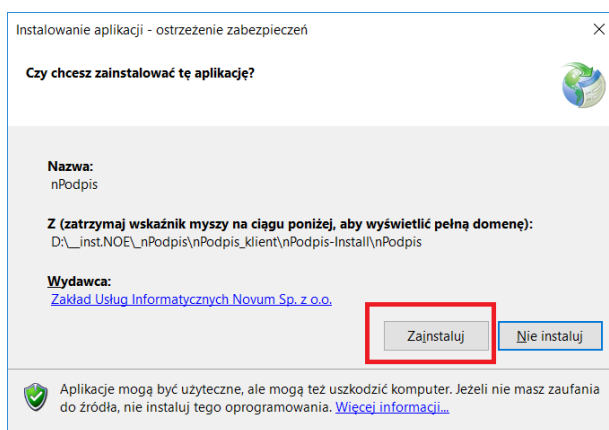 Instalowanie aplikacji - ostrzeżenie zabezpieczeń
Czy chcesz zainstalować tę aplikację?
Nazwa:
nPodpis
Z (zatrzymaj wskaźnik myszy na ciągu poniżej, aby wyświetlić pełną domenę):
D:\__inst.NOE\_nPodpis\nPodpis_klient\nPodpis-Install\nPodpis
Wydawca:
Zakład Usług Informatycznych Novum Sp. z o.o.
Zainstaluj
Nie instaluj
Aplikacje mogą być użyteczne, ale mogą też uszkodzić komputer. Jeżeli nie masz zaufania
do źródła, nie instaluj tego oprogramowania. Więcej informacji...